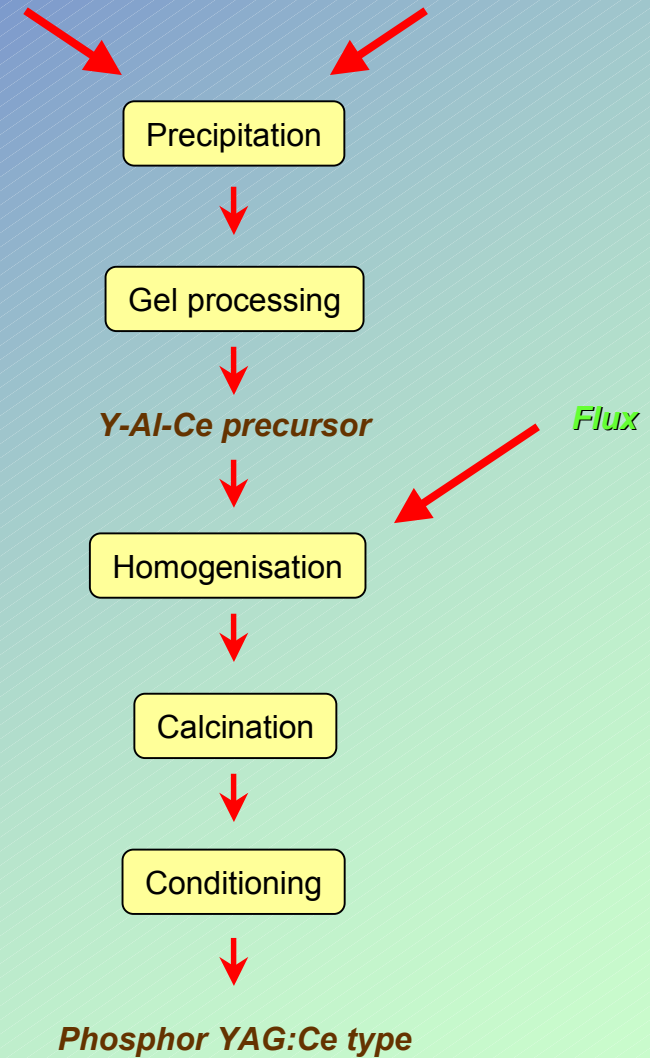 Precipitation
Gel processing
Y-Al-Ce precursor
Flux
Homogenisation
Calcination
Conditioning
Phosphor YAG:Ce type